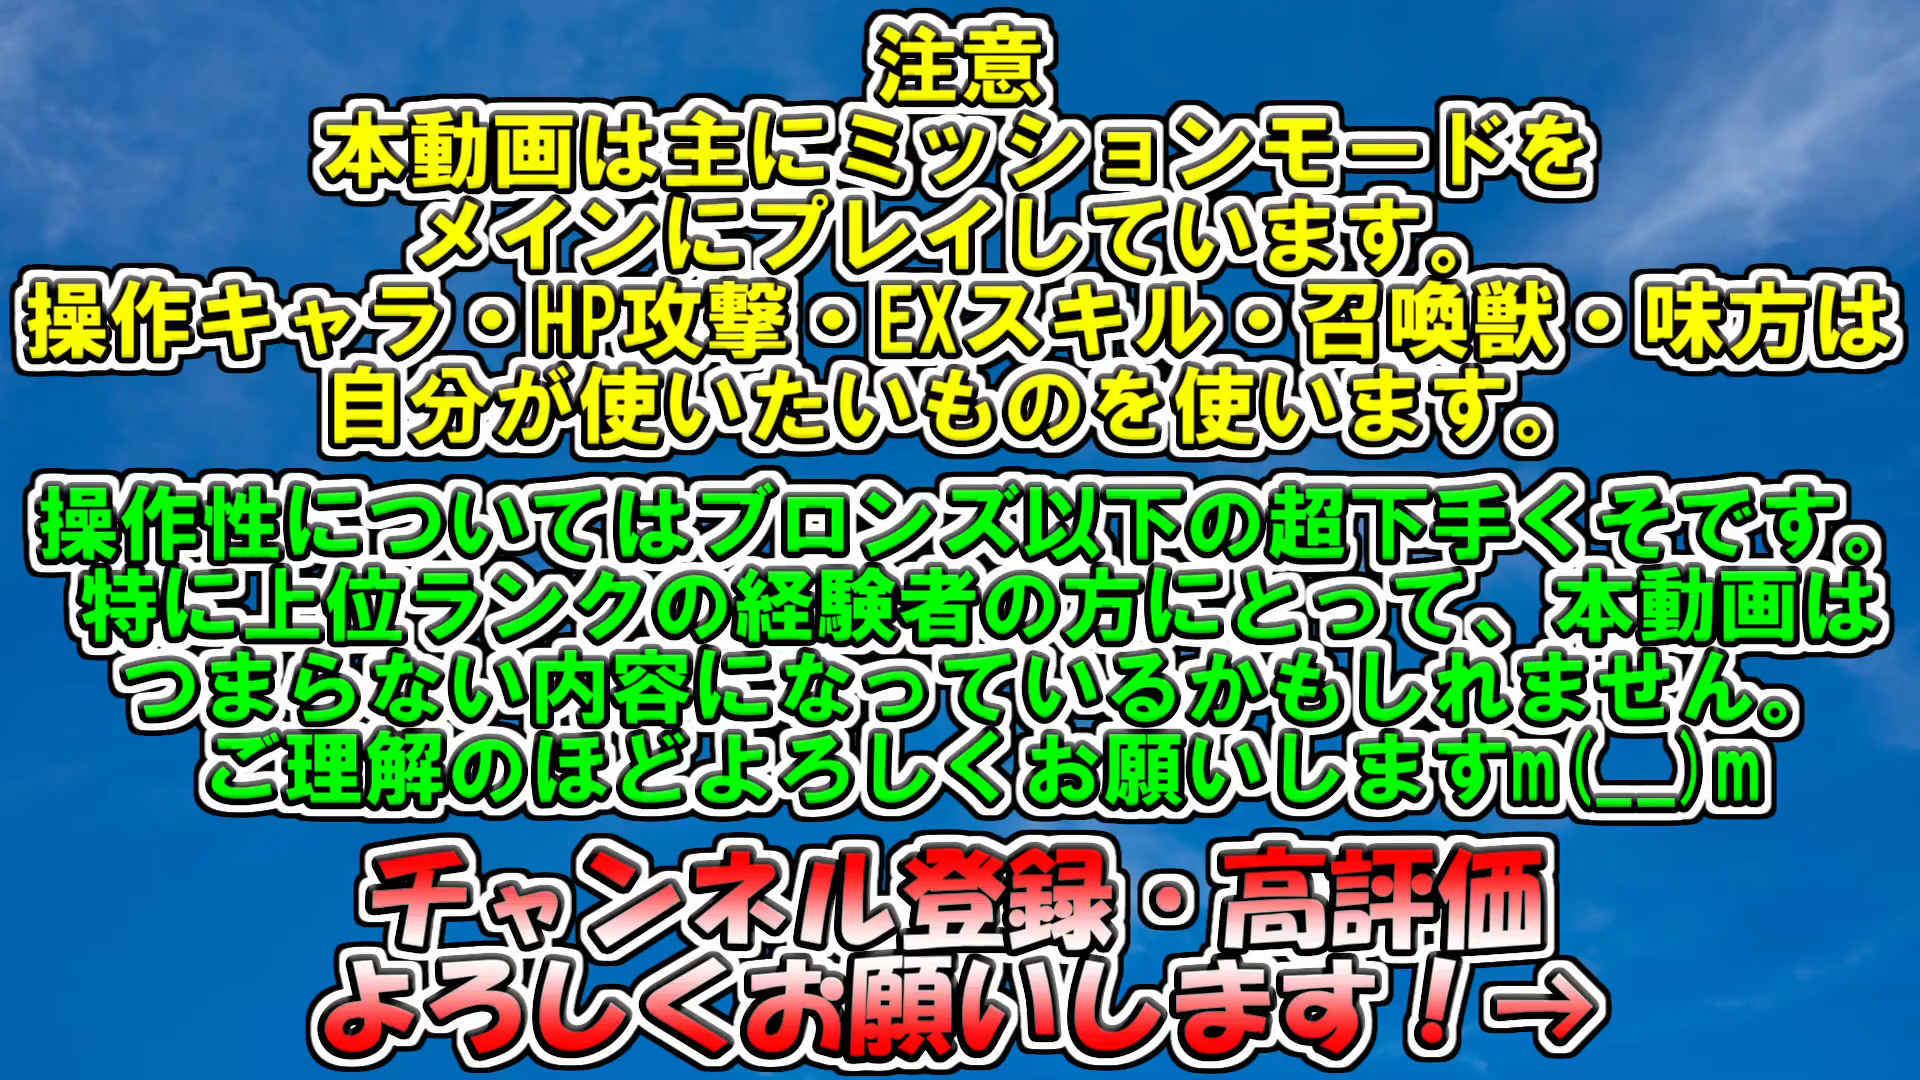 注意
本動画は主にミッションモードを
メインにプレイしています。
操作キャラ・HP攻撃・EXスキル・召喚獣・味方は
自分が使いたいものを使います。
操作性についてはブロンズ以下の超下手くそです。
特に上位ランクの経験者の方にとって、本動画は
つまらない内容になっているかもしれません。
ご理解のほどよろしくお願いしますm(__)m
チャンネル登録・高評価
よろしくお願いします！→